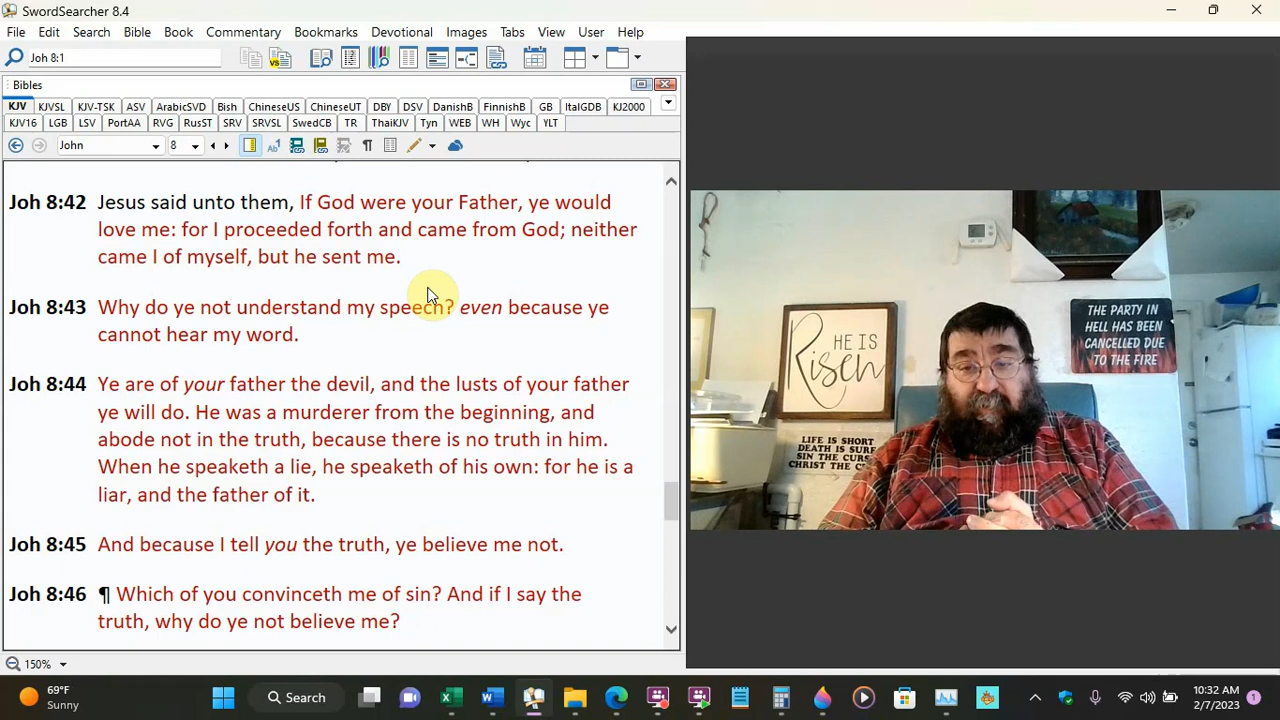 SwordSearcher 8.4
File Edit Search Bible Book Commentary Bookmarks Devotional Images Tabs View User Help
Joh 8:1
Bibles
KJV KJVSL KJV-TSK ASV ArabicSVD Bish ChineseUS ChineseUT DBY DSV DanishB FinnishB GB ItalGDB KJ2000
KJV16 LGB LSV PortAA RVG RusST SRV SRVSL SwedCB TR ThaiKJV Tyn WEB WH Wyc YLT
John 8
Joh 8:42 Jesus said unto them, If God were your Father, ye would
love me: for I proceeded forth and came from God; neither
came I of myself, but he sent me.
Joh 8:43 Why do ye not understand my speech? even because ye
cannot hear my word.
Joh 8:44 Ye are of your father the devil, and the lusts of your father
ye will do. He was a murderer from the beginning, and
abode not in the truth, because there is no truth in him.
When he speaketh a lie, he speaketh of his own: for he is a
liar, and the father of it.
Joh 8:45 And because I tell you the truth, ye believe me not.
Joh 8:46 ¶ Which of you convinceth me of sin? And if I say the
truth, why do ye not believe me?
150%
HE IS
Risen
LIFE IS SHORT
DEATH IS SURE
SIN THE CURS
CHRIST THE C
THE PARTY IN
HELL HAS BEEN
CANCELLED DUE
TO THE FIRE
69°F
Sunny
Search
10:32 AM
2/7/2023
1